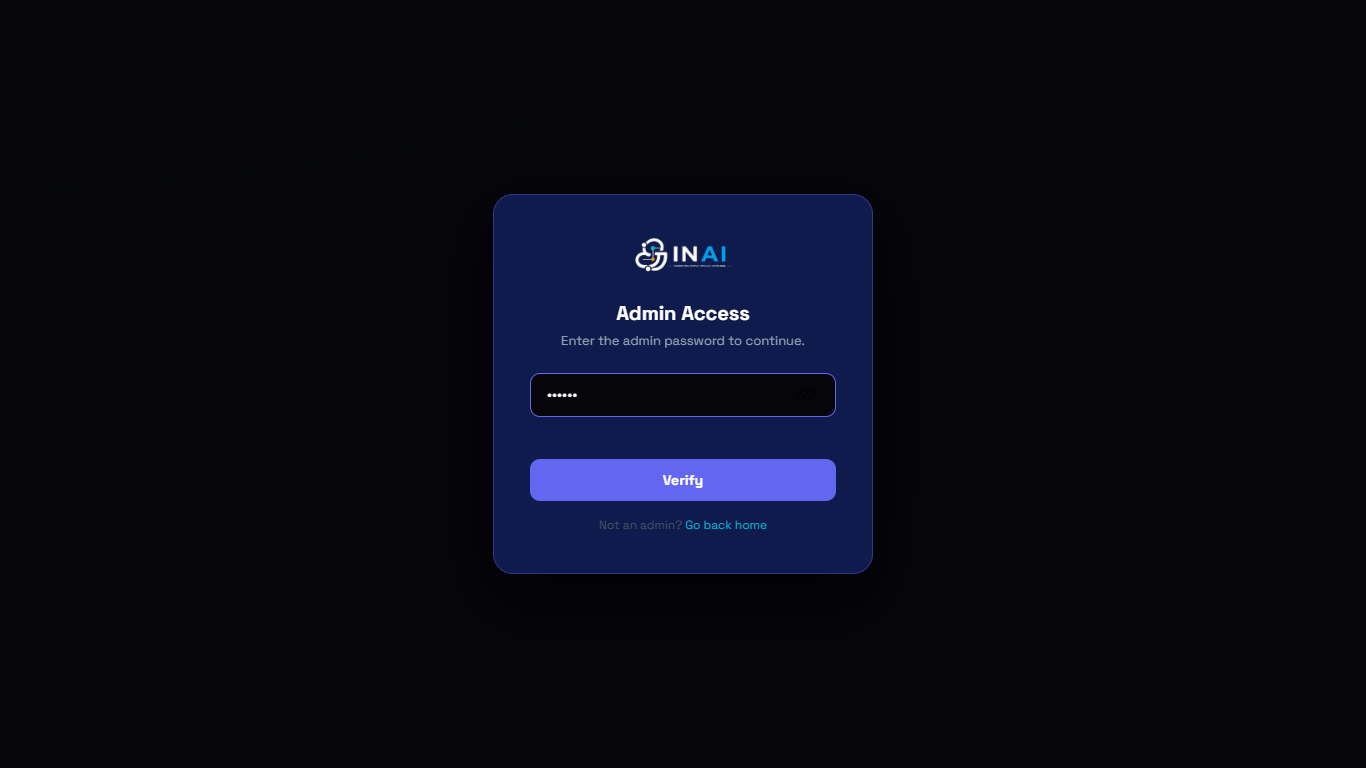 INAI
Admin Access
Enter the admin password to continue.
••••••
Verify
Not an admin? Go back home